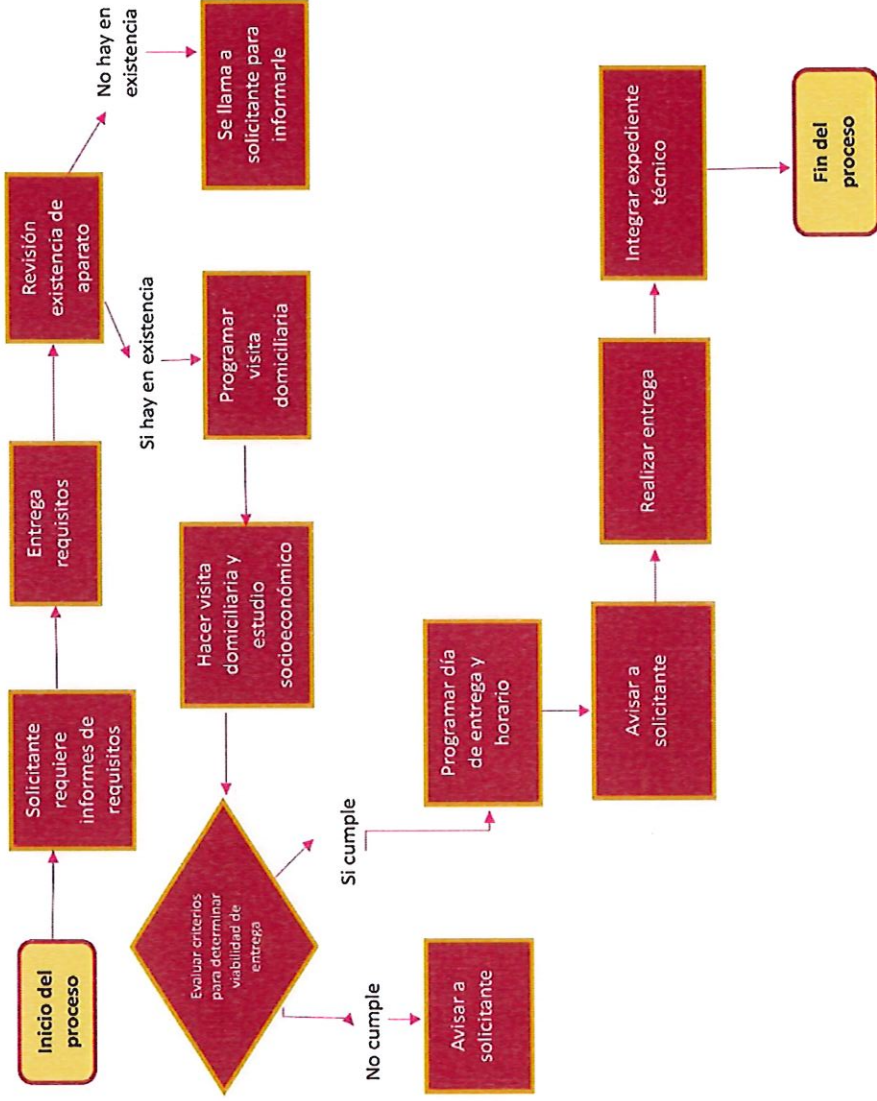 Inicio del
proceso
Solicitante
requiere
informes de
requisitos
Entrega
requisitos
Revisión
existencia de
aparato
No hay en
existencia
Se llama a
solicitante para
informarle
Si hay en existencia
Programar
visita
domiciliaria
Hacer visita
domiciliaria y
estudio
socioeconómico
Evaluar criterios
para determinar
viabilidad de
entrega
No cumple
Avisar a
solicitante
Si cumple
Programar día
de entrega y
horario
Avisar a
solicitante
Realizar entrega
Integrar expediente
técnico
Fin del
proceso